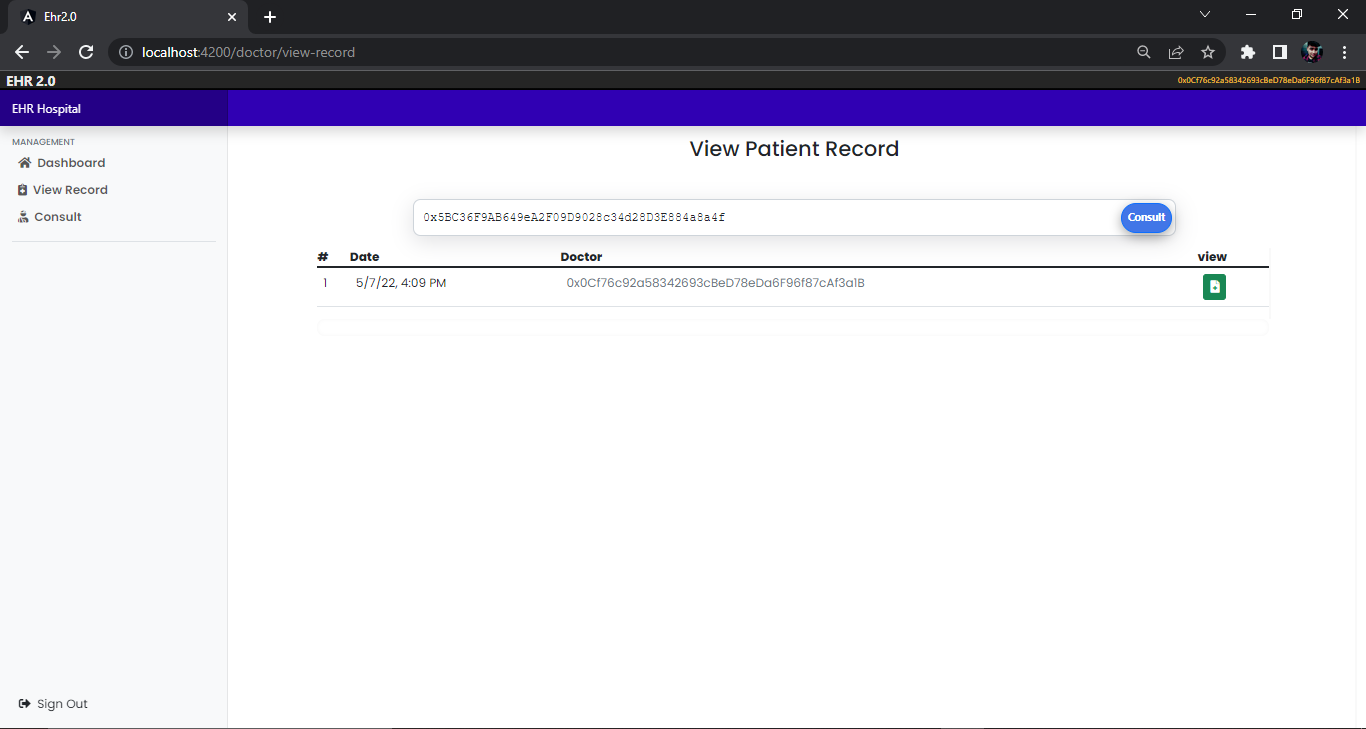 Ehr2.0
localhost:4200/doctor/view-record
EHR 2.0
0x0Cf76c92a58342693cBeD78eDa6F96f87cAf3a1B
EHR Hospital
MANAGEMENT
Dashboard
View Record
Consult
Sign Out
View Patient Record
0x5BC36F9AB649eA2F09D9028c34d28D3E884a8a4f Consult
# Date Doctor view
1 5/7/22, 4:09 PM 0x0Cf76c92a58342693cBeD78eDa6F96f87cAf3a1B